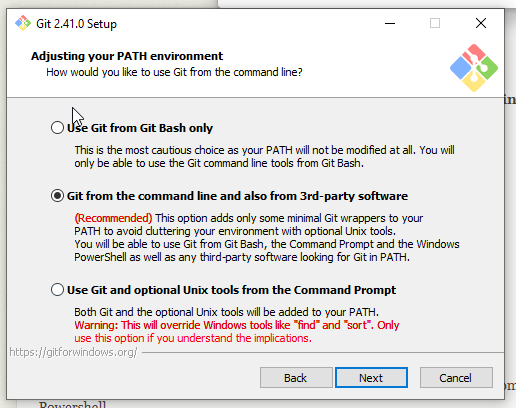 Git 2.41.0 Setup
Adjusting your PATH environment
How would you like to use Git from the command line?
in
Use Git from Git Bash only
This is the most cautious choice as your PATH will not be modified at all. You will
only be able to use the Git command line tools from Git Bash.
Git from the command line and also from 3rd-party software
(Recommended) This option adds only some minimal Git wrappers to your
PATH to avoid cluttering your environment with optional Unix tools.
You will be able to use Git from Git Bash, the Command Prompt and the Windows
PowerShell as well as any third-party software looking for Git in PATH.
Use Git and optional Unix tools from the Command Prompt
Both Git and the optional Unix tools will be added to your PATH.
Warning: This will override Windows tools like "find" and "sort". Only
use this option if you understand the implications.
https://gitforwindows.org/
Back
Next
Cancel
om
Powershell